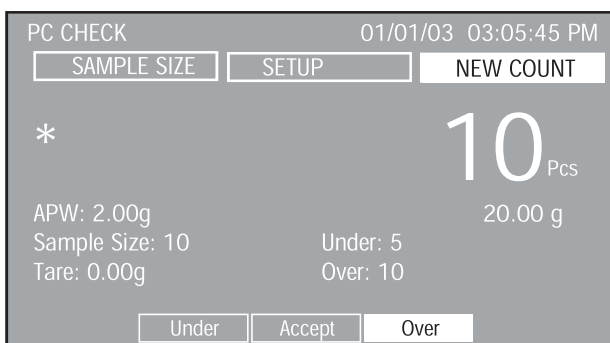 PC CHECK 01/01/03 03:05:45 PM
SAMPLE SIZE SETUP NEW COUNT
* 10 Pcs
APW: 2.00g 20.00 g
Sample Size: 10 Under: 5
Tare: 0.00g Over: 10
Under Accept Over